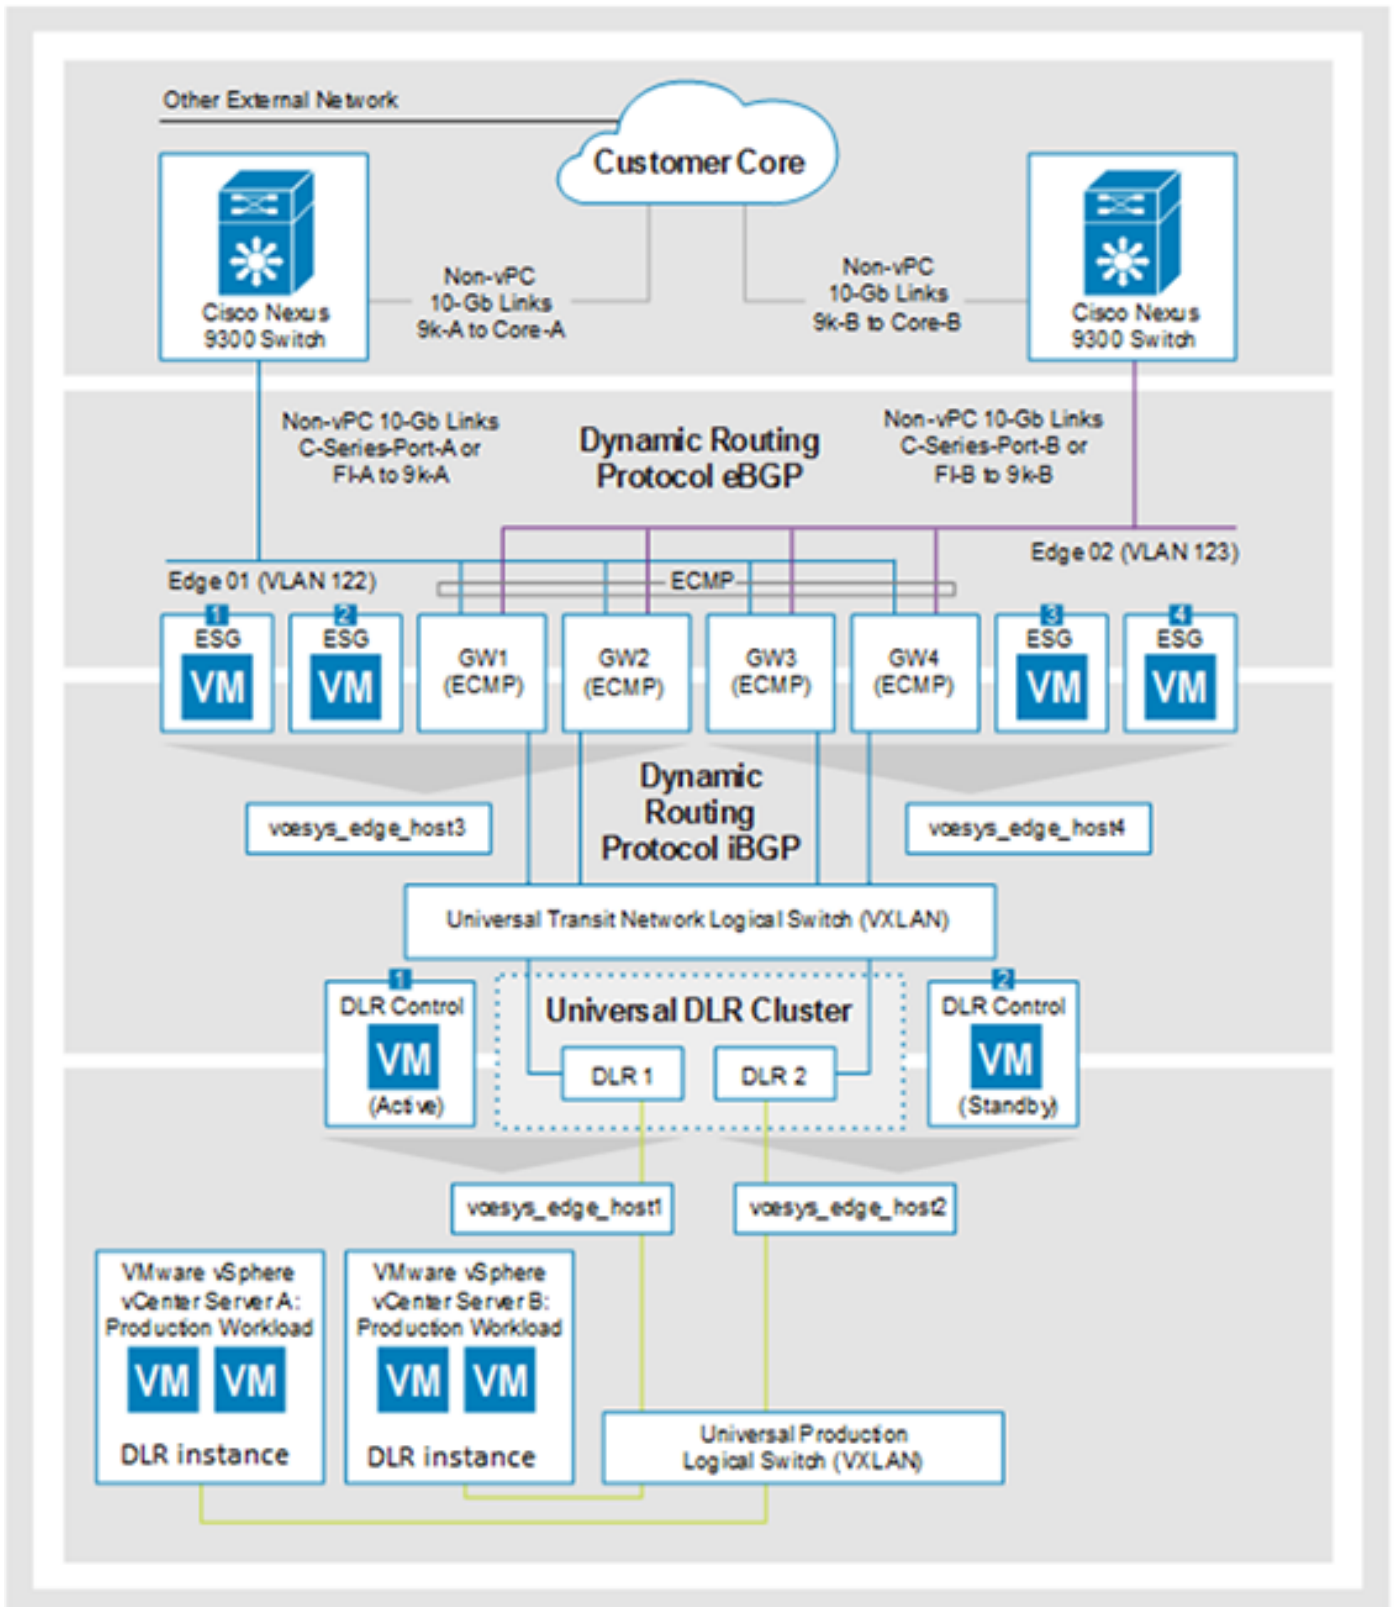 Other External Network
Customer Core
Cisco Nexus
9300 Switch
Non-vPC
10-Gb Links
9k-A to Core-A
Non-vPC
10-Gb Links
9k-B to Core-B
Cisco Nexus
9300 Switch
Non-vPC 10-Gb Links
C-Series-Port-A or
FI-A to 9k-A
Dynamic Routing
Protocol eBGP
Non-vPC 10-Gb Links
C-Series-Port-B or
FI-B to 9k-B
Edge 01 (VLAN 122)
ECMP
Edge 02 (VLAN 123)
1
ESG
VM
2
ESG
VM
GW1
(ECMP)
GW2
(ECMP)
GW3
(ECMP)
GW4
(ECMP)
3
ESG
VM
4
ESG
VM
vcesys_edge_host3
Dynamic
Routing
Protocol iBGP
vcesys_edge_host4
Universal Transit Network Logical Switch (VXLAN)
1
DLR Control
VM
(Active)
Universal DLR Cluster
DLR 1
DLR 2
2
DLR Control
VM
(Standby)
vcesys_edge_host1
vcesys_edge_host2
VMware vSphere
vCenter Server A:
Production Workload
VM VM
DLR instance
VMware vSphere
vCenter Server B:
Production Workload
VM VM
DLR instance
Universal Production
Logical Switch (VXLAN)